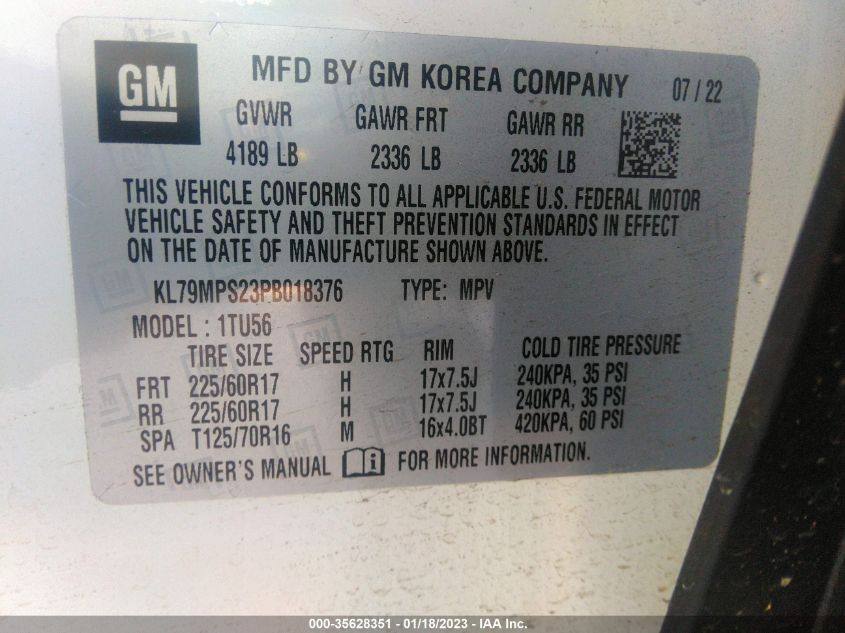 GM MFD BY GM KOREA COMPANY 07 / 22
GVWR GAWR FRT GAWR RR
4189 LB 2336 LB 2336 LB
THIS VEHICLE CONFORMS TO ALL APPLICABLE U.S. FEDERAL MOTOR
VEHICLE SAFETY AND THEFT PREVENTION STANDARDS IN EFFECT
ON THE DATE OF MANUFACTURE SHOWN ABOVE.
KL79MPS23PB018376 TYPE: MPV
MODEL : 1TU56
TIRE SIZE SPEED RTG RIM COLD TIRE PRESSURE
FRT 225/60R17 H 17x7.5J 240KPA, 35 PSI
RR 225/60R17 H 17x7.5J 240KPA, 35 PSI
SPA T125/70R16 M 16x4.0BT 420KPA, 60 PSI
SEE OWNER'S MANUAL i FOR MORE INFORMATION.
000-35628351 - 01/18/2023 - IAA Inc.